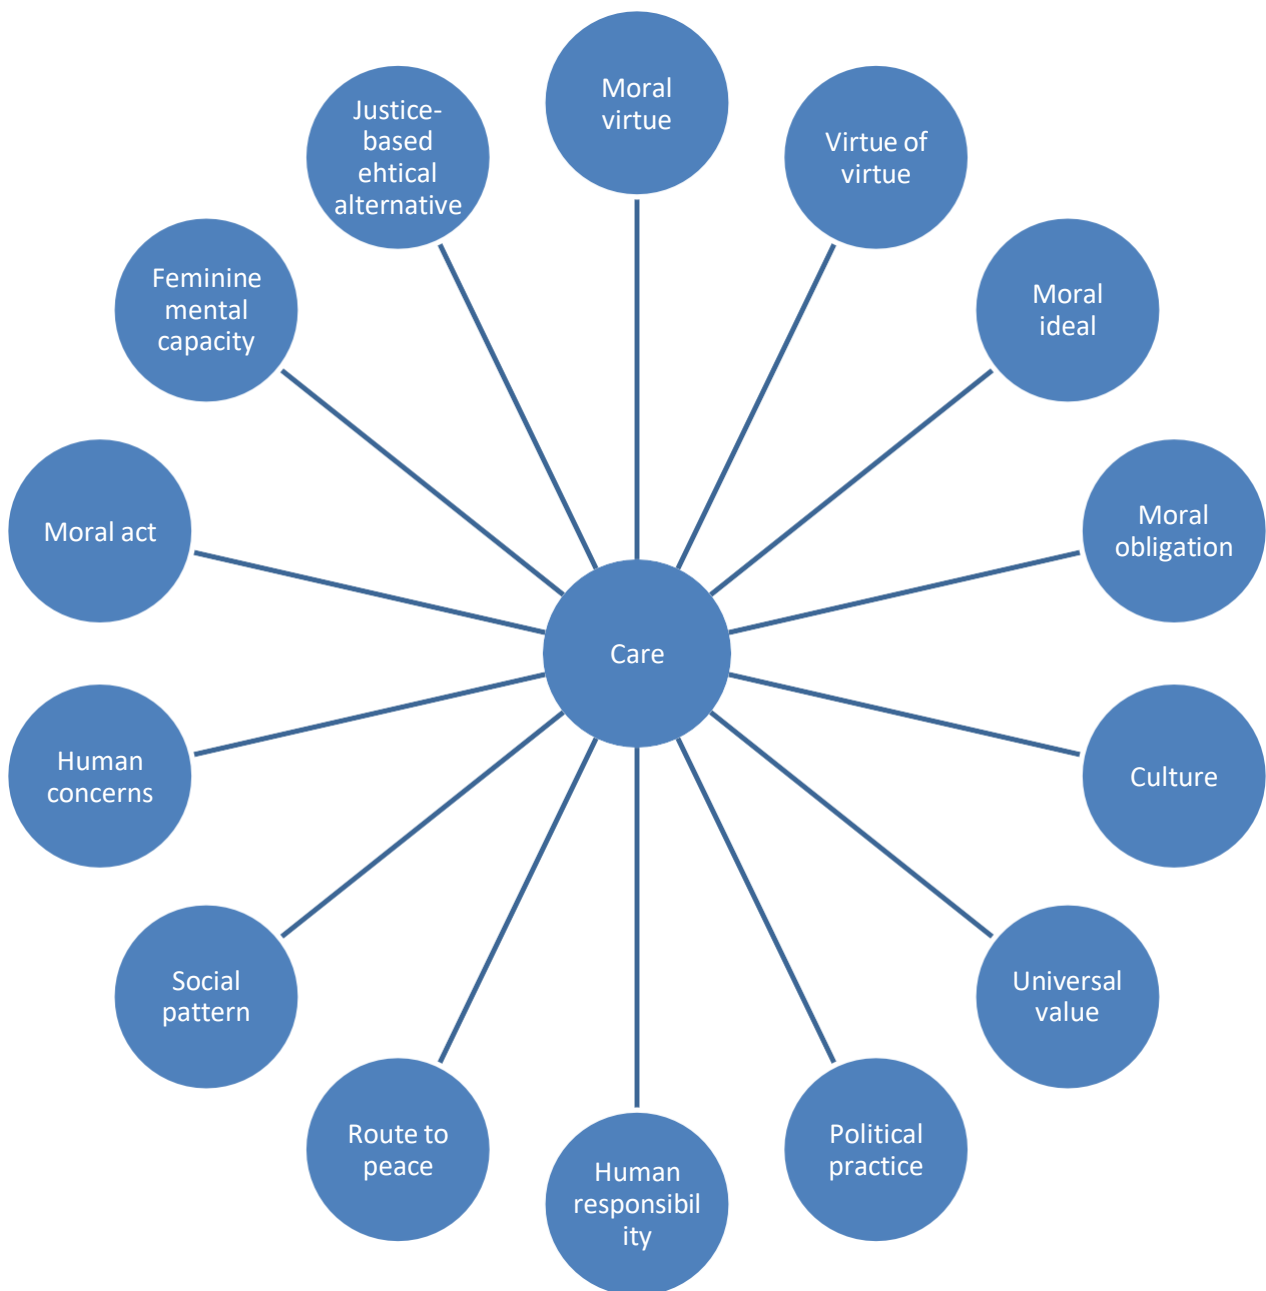 Moral
virtue
Virtue of
virtue
Moral
ideal
Moral
obligation
Culture
Universal
value
Political
practice
Human
responsibil
ity
Route to
peace
Social
pattern
Human
concerns
Moral act
Feminine
mental
capacity
Justice-
based
ehtical
alternative
Care